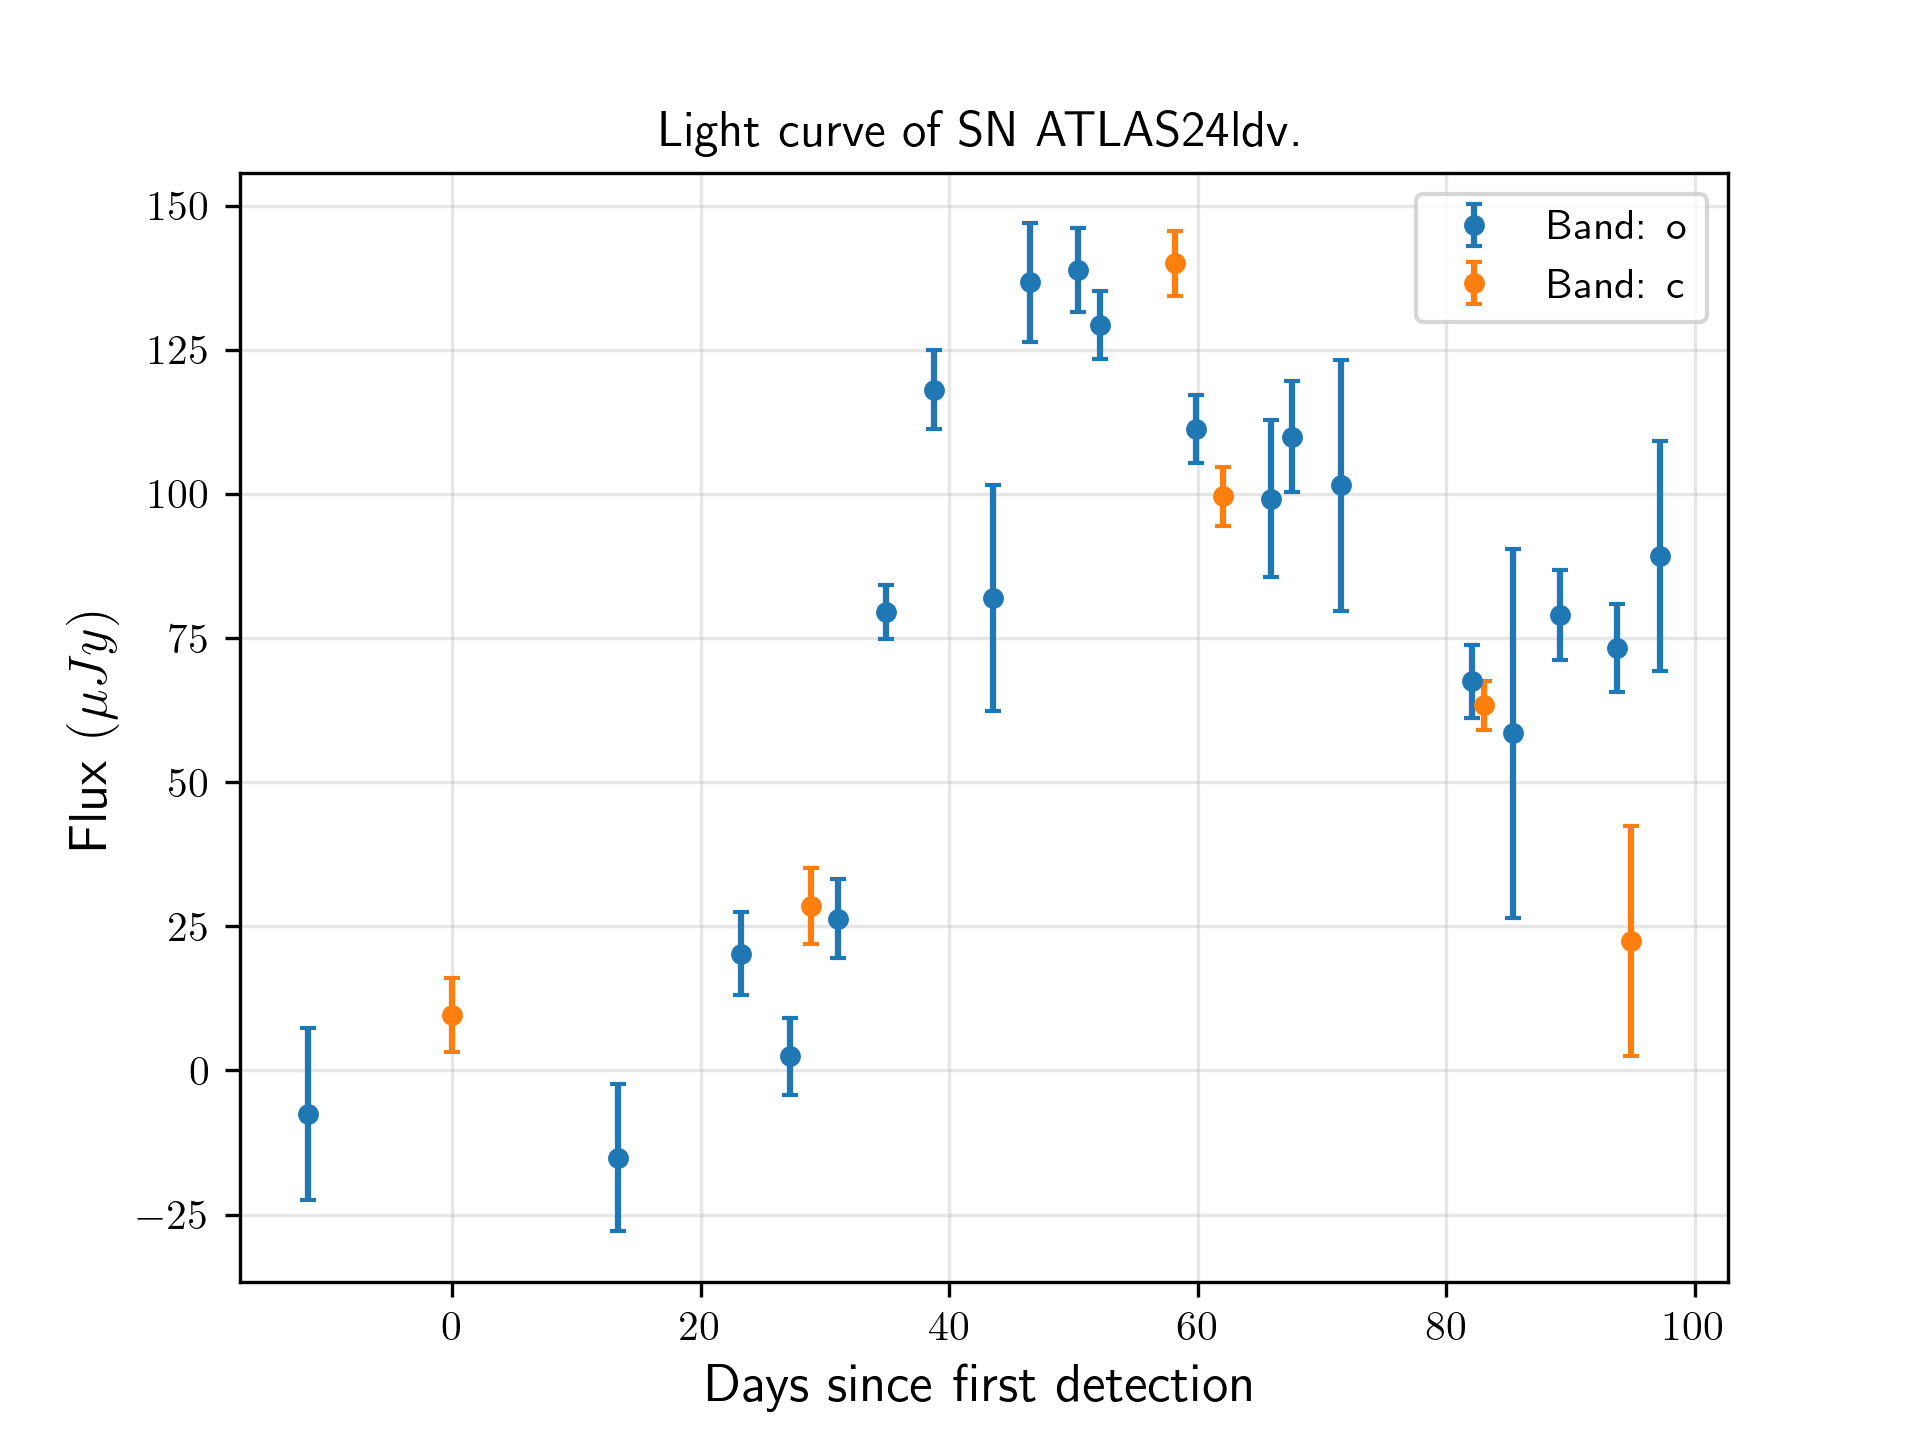 Light curve of SN ATLAS24ldv.
150
125
100
75
50
25
0
−25
Flux (μJy)
Band: o
Band: c
0 20 40 60 80 100
Days since first detection